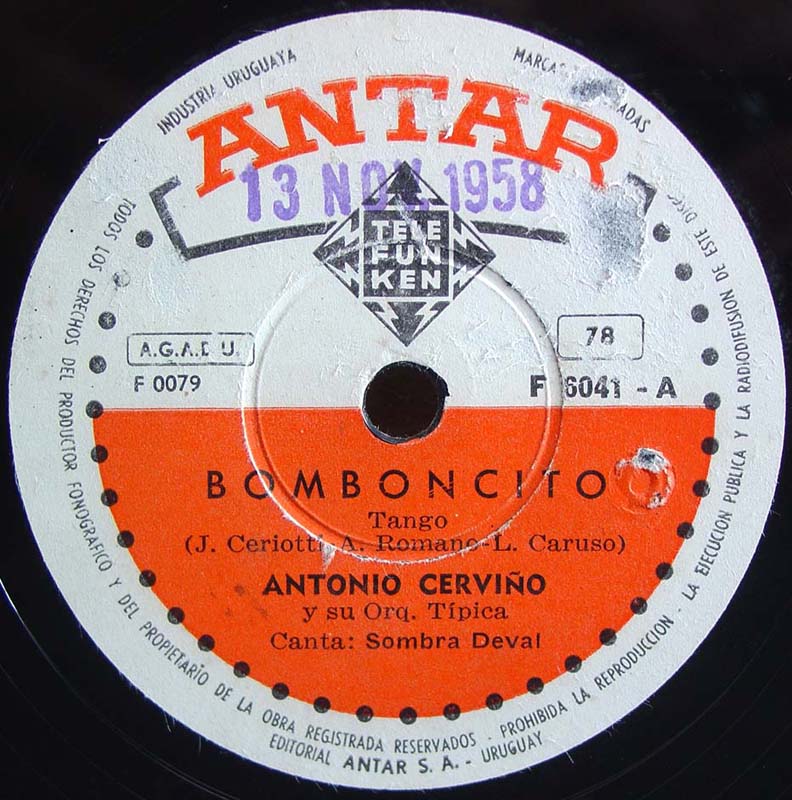 INDUSTRIA URUGUAYA
MARCAS
ANTAR
13 NOV. 1958
TELE
FUN
KEN
A.G.A.D U.
78
F 0079
F 6041 - A
BOMBONCITO
Tango
(J. Ceriotti A. Romano-L. Caruso)
ANTONIO CERVIÑO
y su Orq. Típica
Canta: Sombra Deval
TODOS LOS DERECHOS DEL PRODUCTOR FONOGRAFICO Y DEL PROPIETARIO DE LA OBRA REGISTRADA RESERVADOS - PROHIBIDA LA REPRODUCCION - LA EJECUCION PUBLICA Y LA RADIODIFUSION DE ESTE
EDITORIAL ANTAR S. A. - URUGUAY